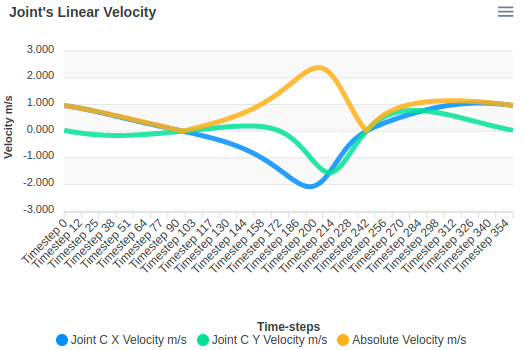 Joint's Linear Velocity
3.000
2.000
1.000
0.000
-1.000
-2.000
-3.000
Velocity m/s
Timestep 0
Timestep 12
Timestep 25
Timestep 38
Timestep 51
Timestep 64
Timestep 77
Timestep 90
Timestep 103
Timestep 117
Timestep 130
Timestep 144
Timestep 158
Timestep 172
Timestep 186
Timestep 200
Timestep 214
Timestep 228
Timestep 242
Timestep 256
Timestep 270
Timestep 284
Timestep 298
Timestep 312
Timestep 326
Timestep 340
Timestep 354
Time-steps
Joint C X Velocity m/s
Joint C Y Velocity m/s
Absolute Velocity m/s